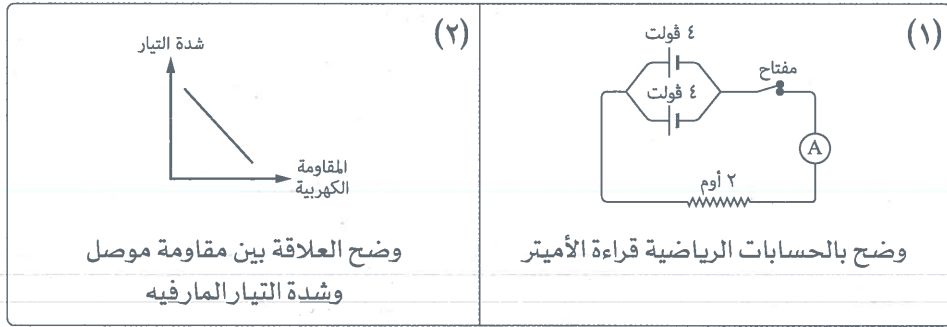 (١)
٤ ڤولت
مفتاح
٤ ڤولت
A
٢ أوم
وضح بالحسابات الرياضية قراءة الأميتر
(٢)
شدة التيار
المقاومة
الكهربية
وضح العلاقة بين مقاومة موصل
وشدة التيار المار فيه